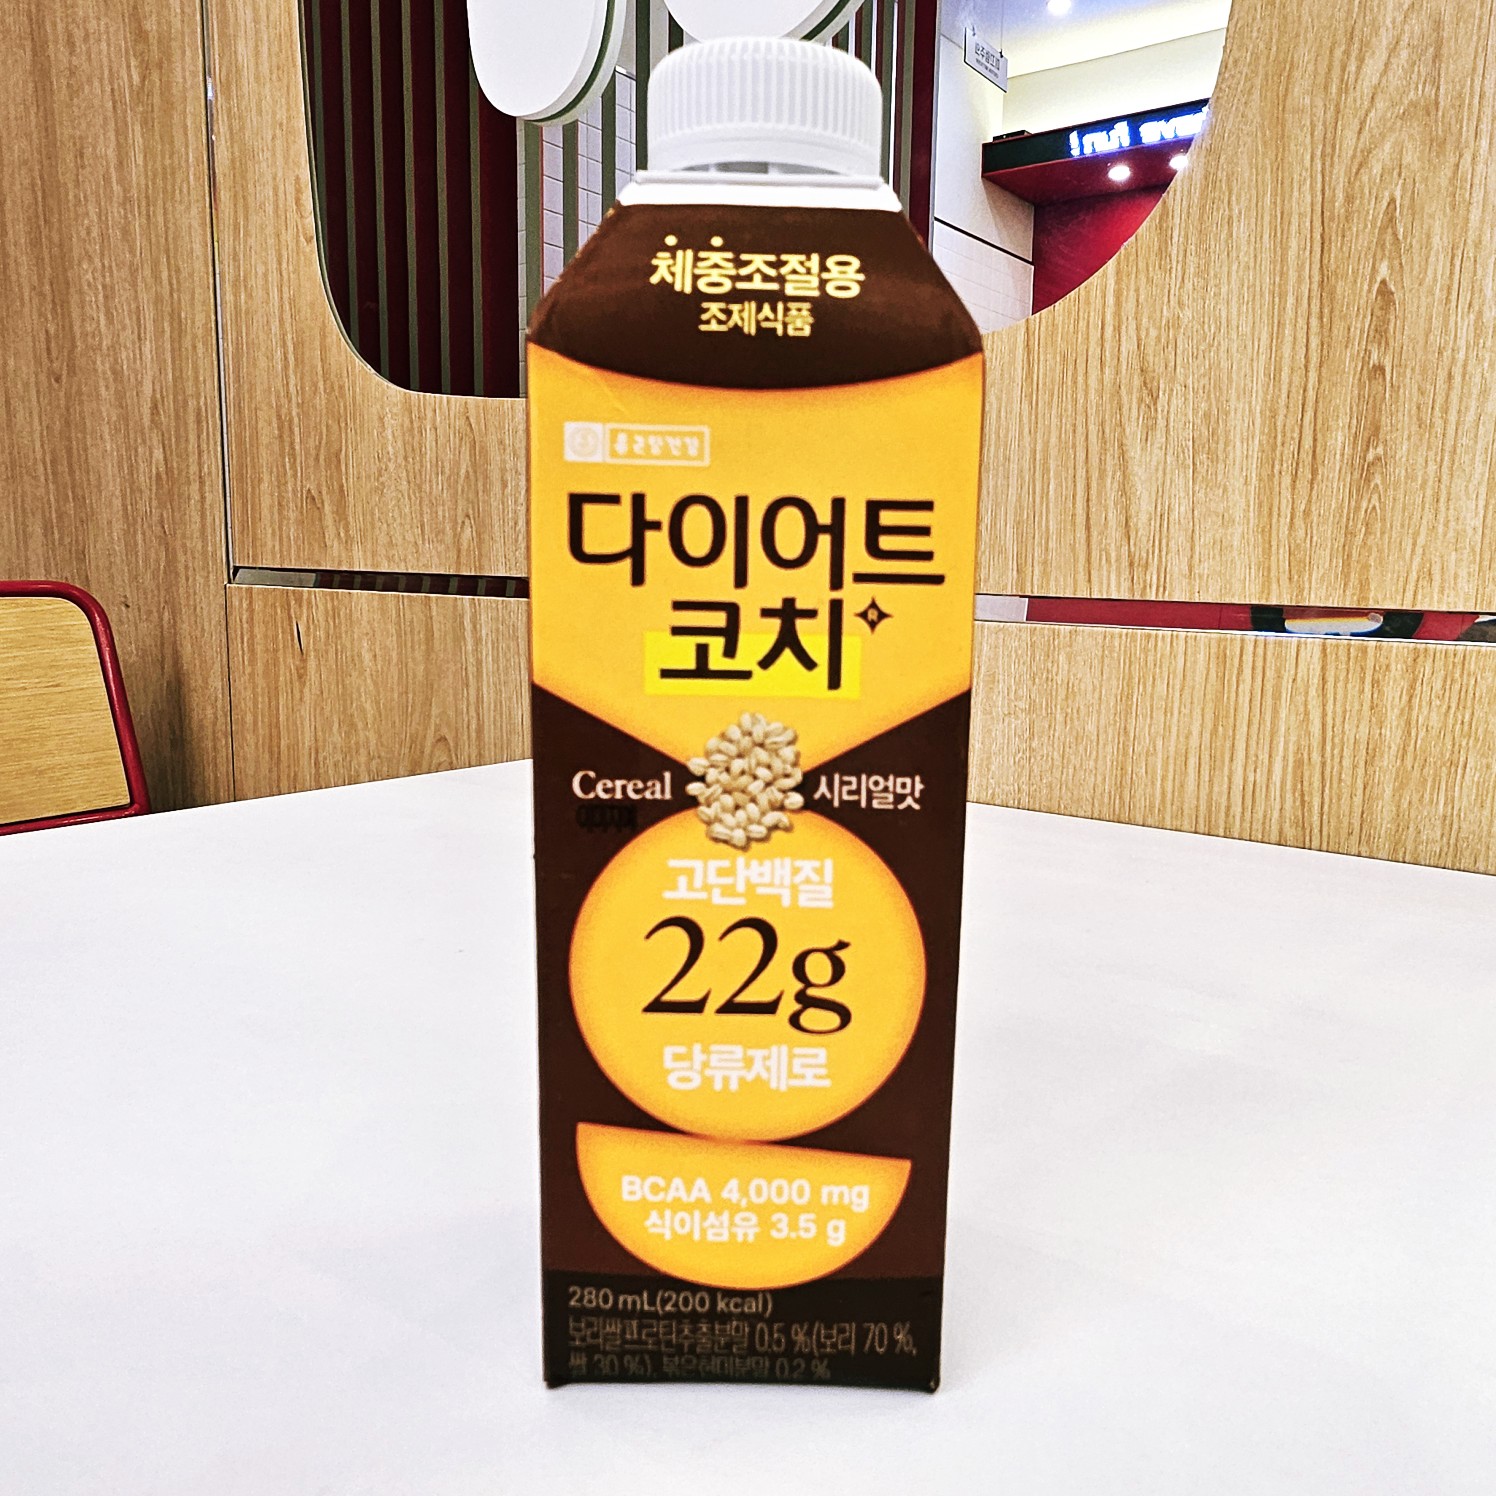 체중조절용
조제식품
종근당건강
다이어트
코치
Cereal
시리얼맛
고단백질
22g
당류제로
BCAA 4,000 mg
식이섬유 3.5 g
280 mL(200 kcal)
보리쌀프로틴추출분말 0.5 %(보리 70 %,
쌀 30 %), 볶은현미분말 0.2 %